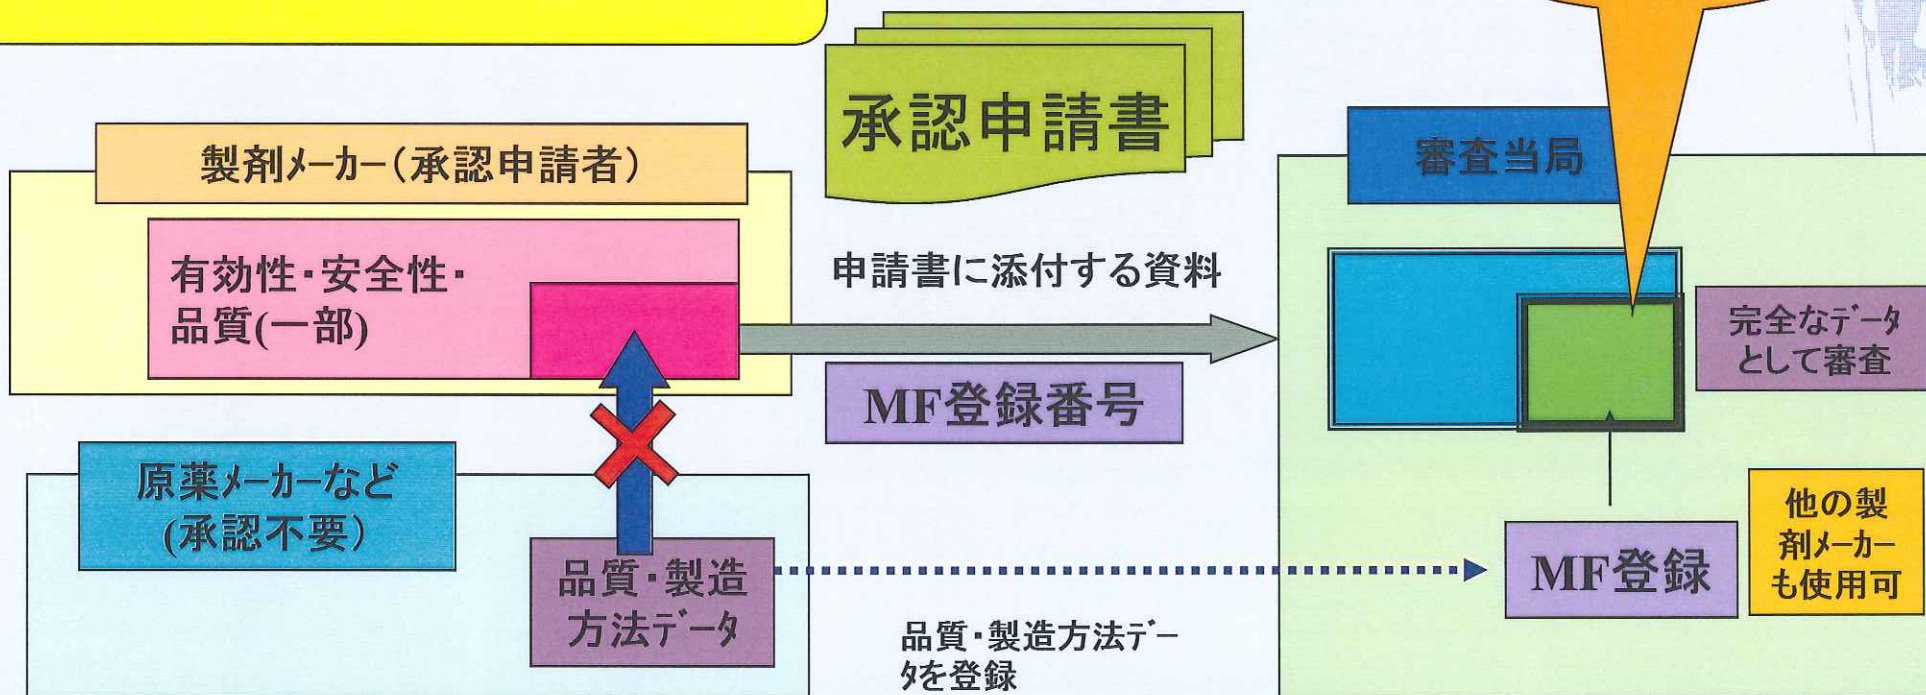 承認申請書
製剤ﾒｰｶｰ(承認申請者)
審査当局
有効性・安全性・
品質(一部)
申請書に添付する資料
完全なﾃﾞｰﾀ
として審査
MF登録番号
原薬ﾒｰｶｰなど
(承認不要)
他の製
剤ﾒｰｶｰ
も使用可
MF登録
品質・製造
方法ﾃﾞｰﾀ
品質・製造方法ﾃﾞｰ
ﾀを登録